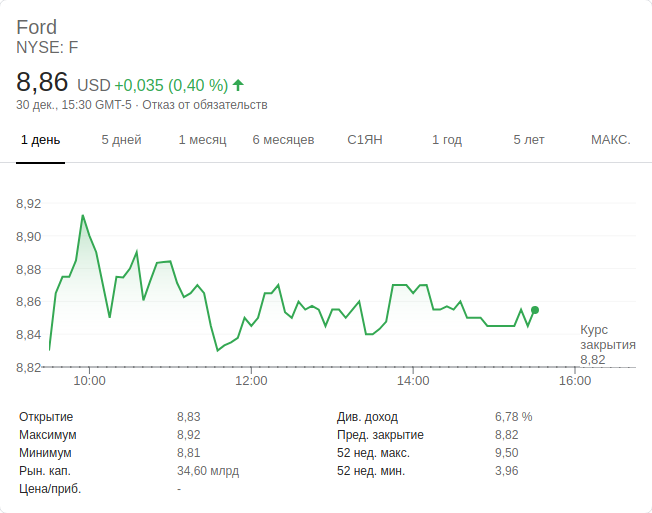 Ford
NYSE: F
8,86 USD +0,035 (0,40 %)
30 дек., 15:30 GMT-5 · Отказ от обязательств
1 день 5 дней 1 месяц 6 месяцев С1ЯН 1 год 5 лет МАКС.
8,92
8,90
8,88
8,86
8,84
8,82
Курс
закрытия
8,82
10:00 12:00 14:00 16:00
Открытие 8,83 Див. доход 6,78 %
Максимум 8,92 Пред. закрытие 8,82
Минимум 8,81 52 нед. макс. 9,50
Рын. кап. 34,60 млрд 52 нед. мин. 3,96
Цена/приб. -